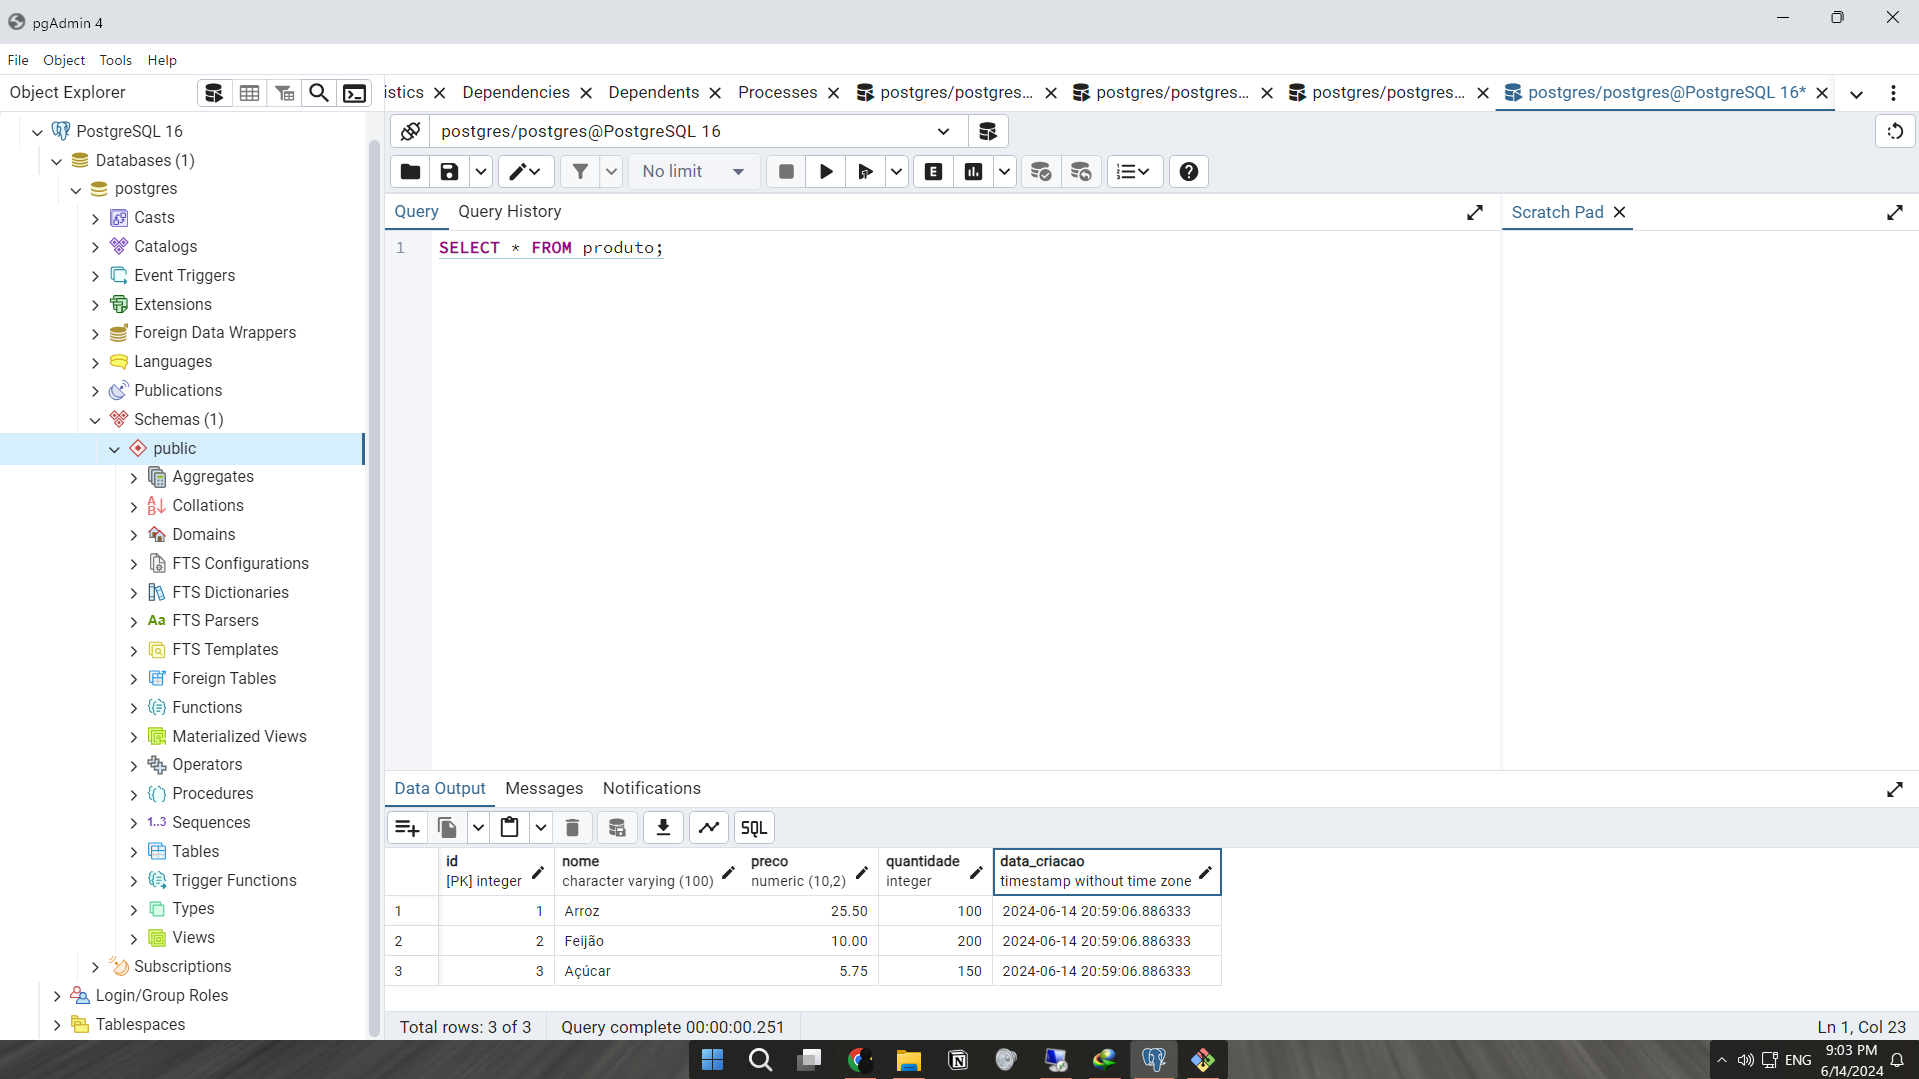 pgAdmin 4
File Object Tools Help
Object Explorer
istics Dependencies Dependents Processes postgres/postgres... postgres/postgres... postgres/postgres... postgres/postgres@PostgreSQL 16*
PostgreSQL 16
Databases (1)
postgres
Casts
Catalogs
Event Triggers
Extensions
Foreign Data Wrappers
Languages
Publications
Schemas (1)
public
Aggregates
Collations
Domains
FTS Configurations
FTS Dictionaries
Aa FTS Parsers
FTS Templates
Foreign Tables
Functions
Materialized Views
Operators
Procedures
1..3 Sequences
Tables
Trigger Functions
Types
Views
Subscriptions
Login/Group Roles
Tablespaces
postgres/postgres@PostgreSQL 16
No limit
E
Query Query History
Scratch Pad
1 SELECT * FROM produto;
Data Output Messages Notifications
SQL
id nome preco quantidade data_criacao
[PK] integer character varying (100) numeric (10,2) integer timestamp without time zone
1 1 Arroz 25.50 100 2024-06-14 20:59:06.886333
2 2 Feijão 10.00 200 2024-06-14 20:59:06.886333
3 3 Açúcar 5.75 150 2024-06-14 20:59:06.886333
Total rows: 3 of 3 Query complete 00:00:00.251 Ln 1, Col 23
ENG 9:03 PM
6/14/2024